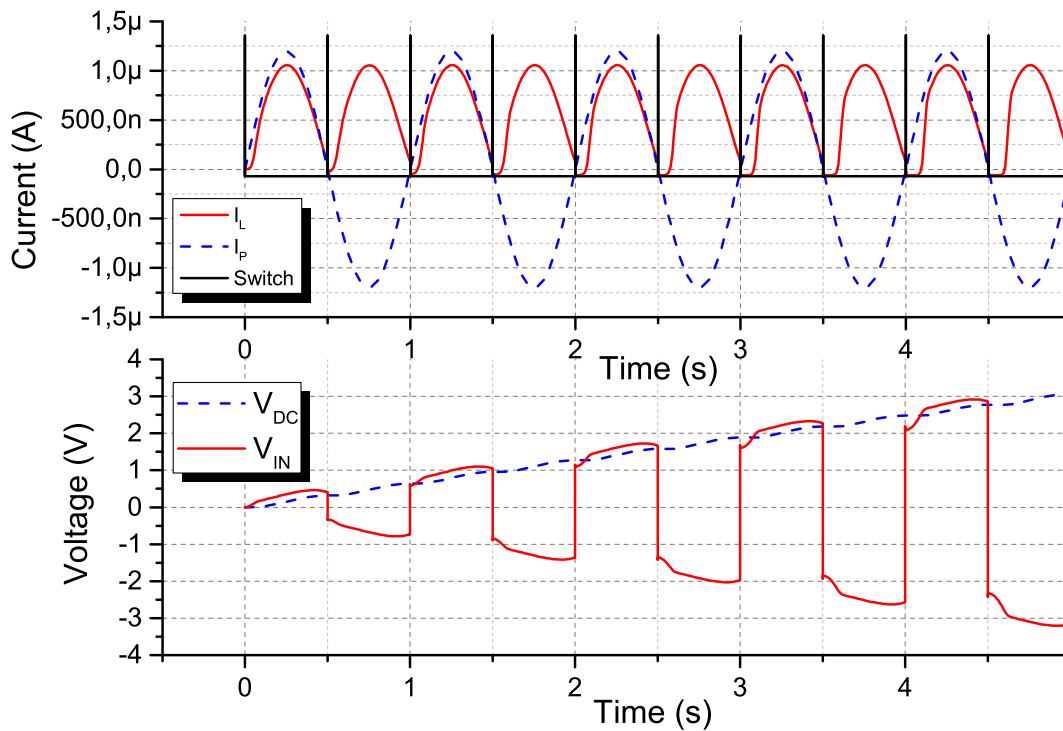 1,5µ
1,0µ
500,0n
0,0
-500,0n
-1,0µ
-1,5µ
Current (A)
I_L
I_P
Switch
0 1 2 3 4
Time (s)
4
3
2
1
0
-1
-2
-3
-4
Voltage (V)
V_DC
V_IN
0 1 2 3 4
Time (s)